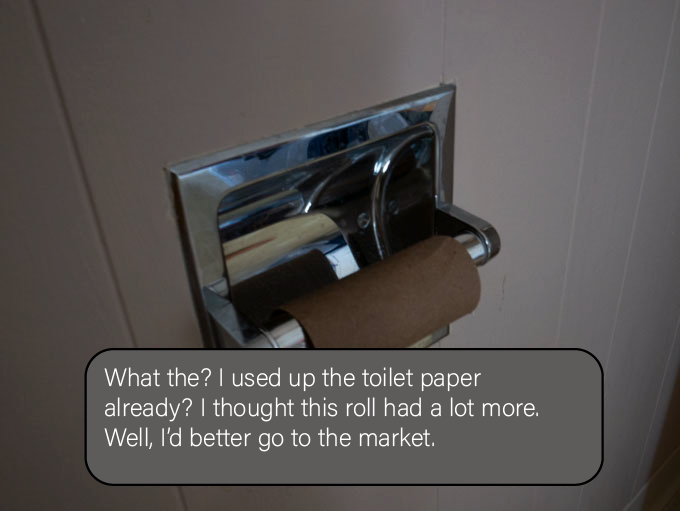 What the? I used up the toilet paper
already? I thought this roll had a lot more.
Well, I'd better go to the market.